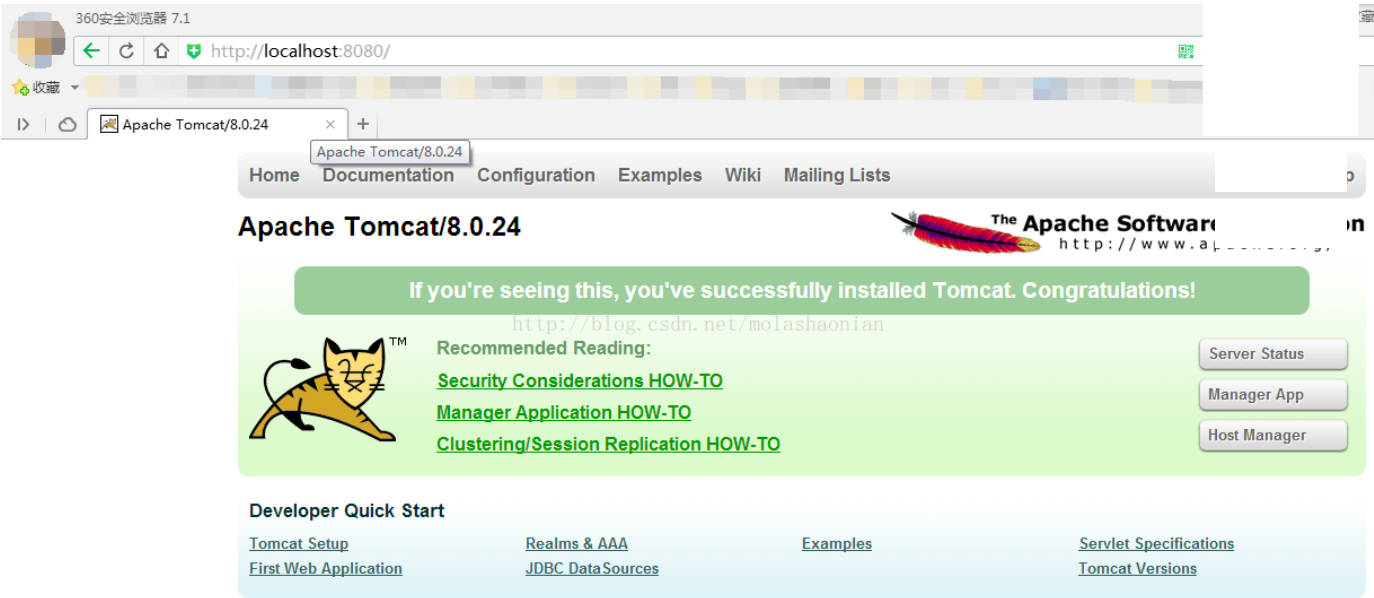 360安全浏览器 7.1
http://localhost:8080/
收藏
Apache Tomcat/8.0.24
Apache Tomcat/8.0.24
Home Documentation Configuration Examples Wiki Mailing Lists
Apache Tomcat/8.0.24
The Apache
If you're seeing this, you've successfully installed Tomcat. Congratulations!
http://blog.csdn.net/molashaonian
TM
Recommended Reading:
Security Considerations HOW-TO
Manager Application HOW-TO
Clustering/Session Replication HOW-TO
Server Status
Manager App
Host Manager
Developer Quick Start
Tomcat Setup Realms & AAA Examples Servlet Specifications
First Web Application JDBC DataSources Tomcat Versions